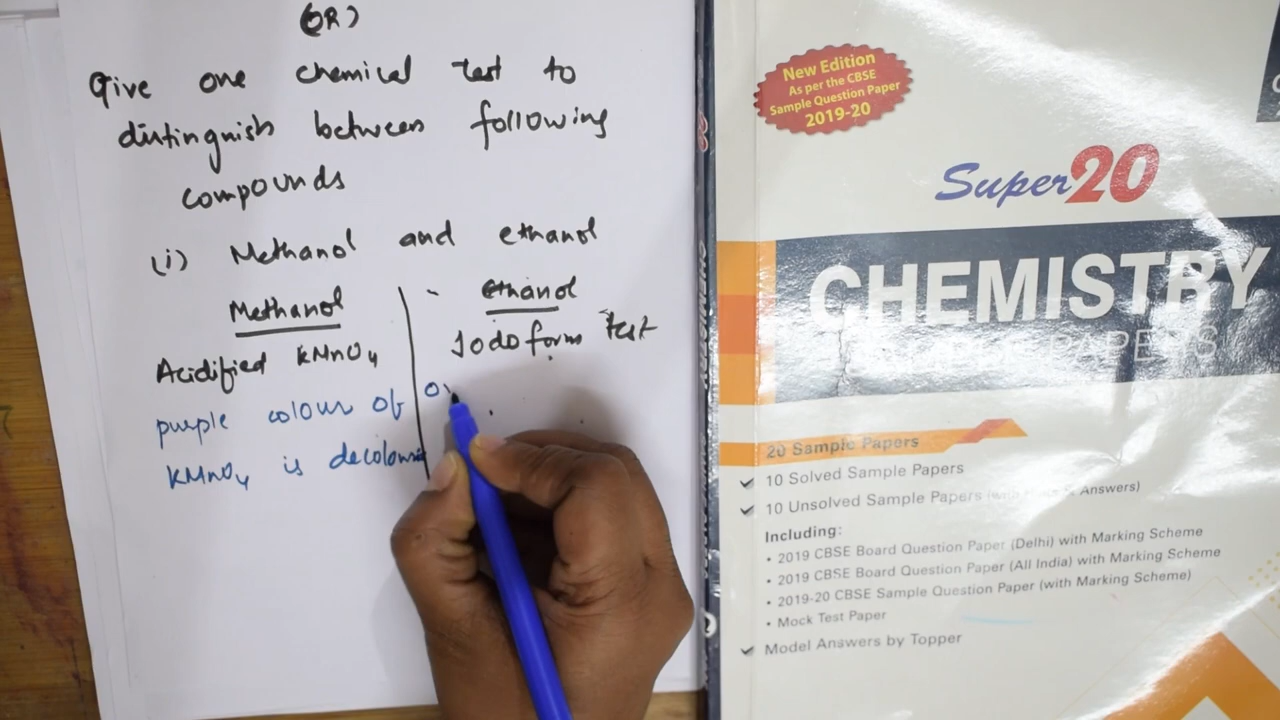 (OR)
Give one chemical test to
distinguish between following
compounds
(i) Methanol and ethanol
Methanol
Acidified KMnO4
purple colour of
KMnO4 is
- ethanol
Iodoform test
New Edition
As per the CBSE
Sample Question Paper
2019-20
Super20
CHEMISTRY
PAPERS
20 Sample Papers
10 Solved Sample Papers
10 Unsolved Sample Papers (with Answers)
Including:
• 2019 CBSE Board Question Paper (Delhi) with Marking Scheme
• 2019 CBSE Board Question Paper (All India) with Marking Scheme
• 2019-20 CBSE Sample Question Paper (with Marking Scheme)
• Mock Test Paper
Model Answers by Topper